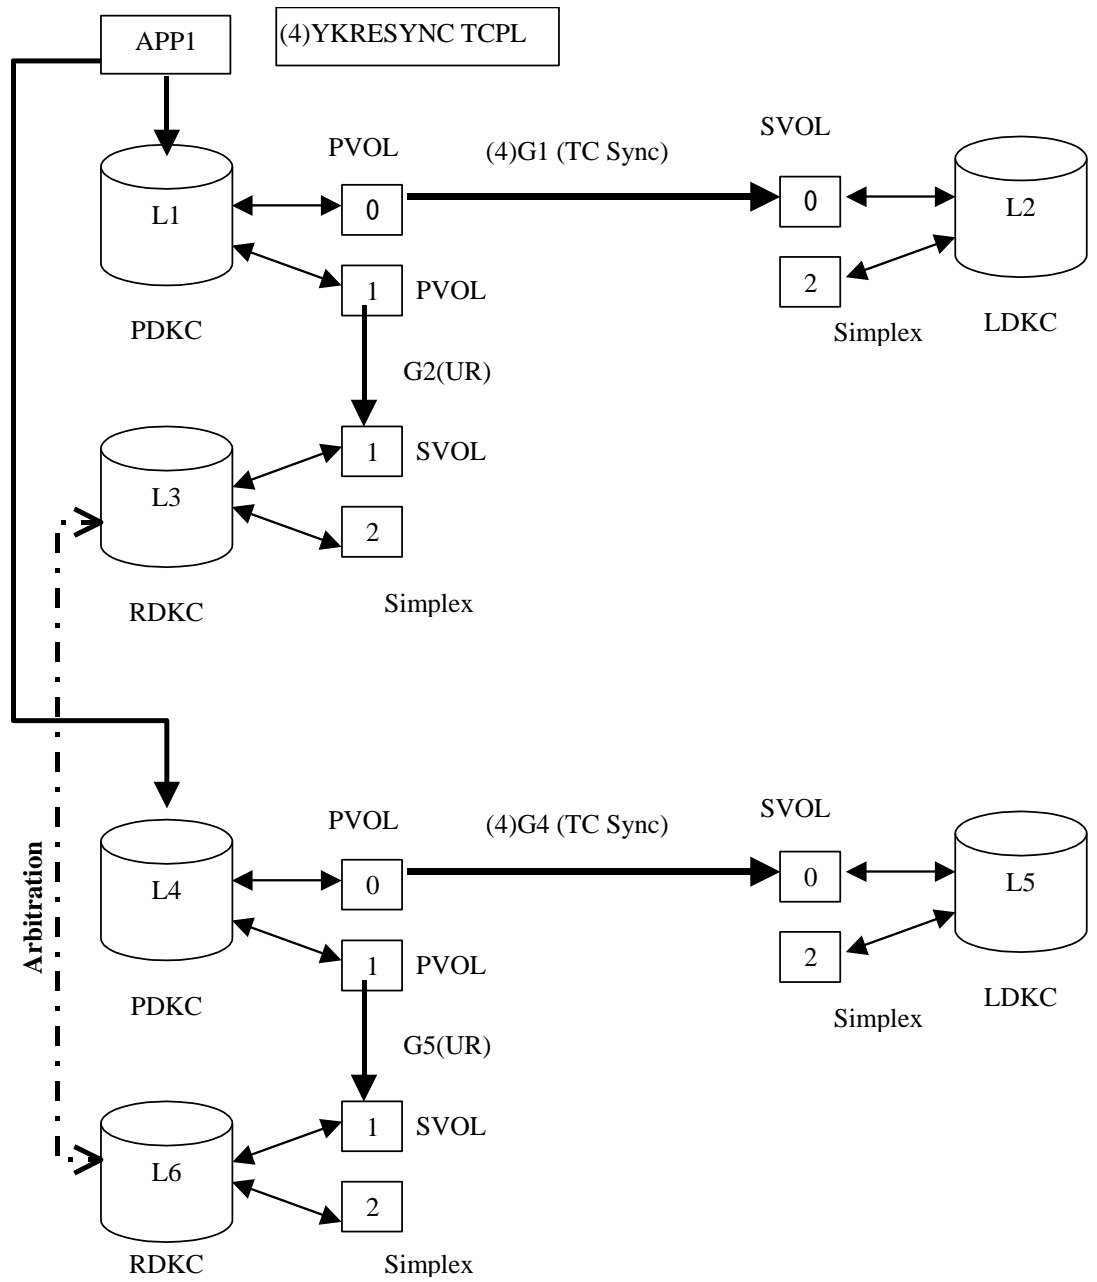 APP1
(4)YKRESYNC TCPL
SVOL
PVOL
(4)G1 (TC Sync)
L1
0
0
L2
1
PVOL
2
PDKC
Simplex
LDKC
G2(UR)
1
SVOL
L3
2
RDKC
Simplex
PVOL
(4)G4 (TC Sync)
SVOL
L4
0
0
L5
Arbitration
1
PVOL
2
PDKC
Simplex
LDKC
G5(UR)
1
SVOL
L6
2
RDKC
Simplex